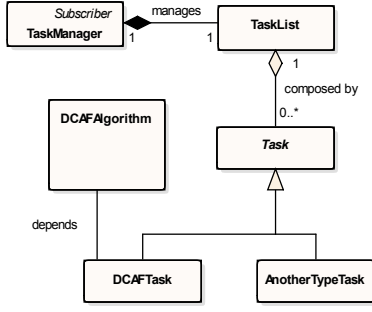 Subscriber
TaskManager
manages
1
1
TaskList
1
composed by
0..*
DCAFAlgorithm
Task
depends
DCAFTask
AnotherTypeTask